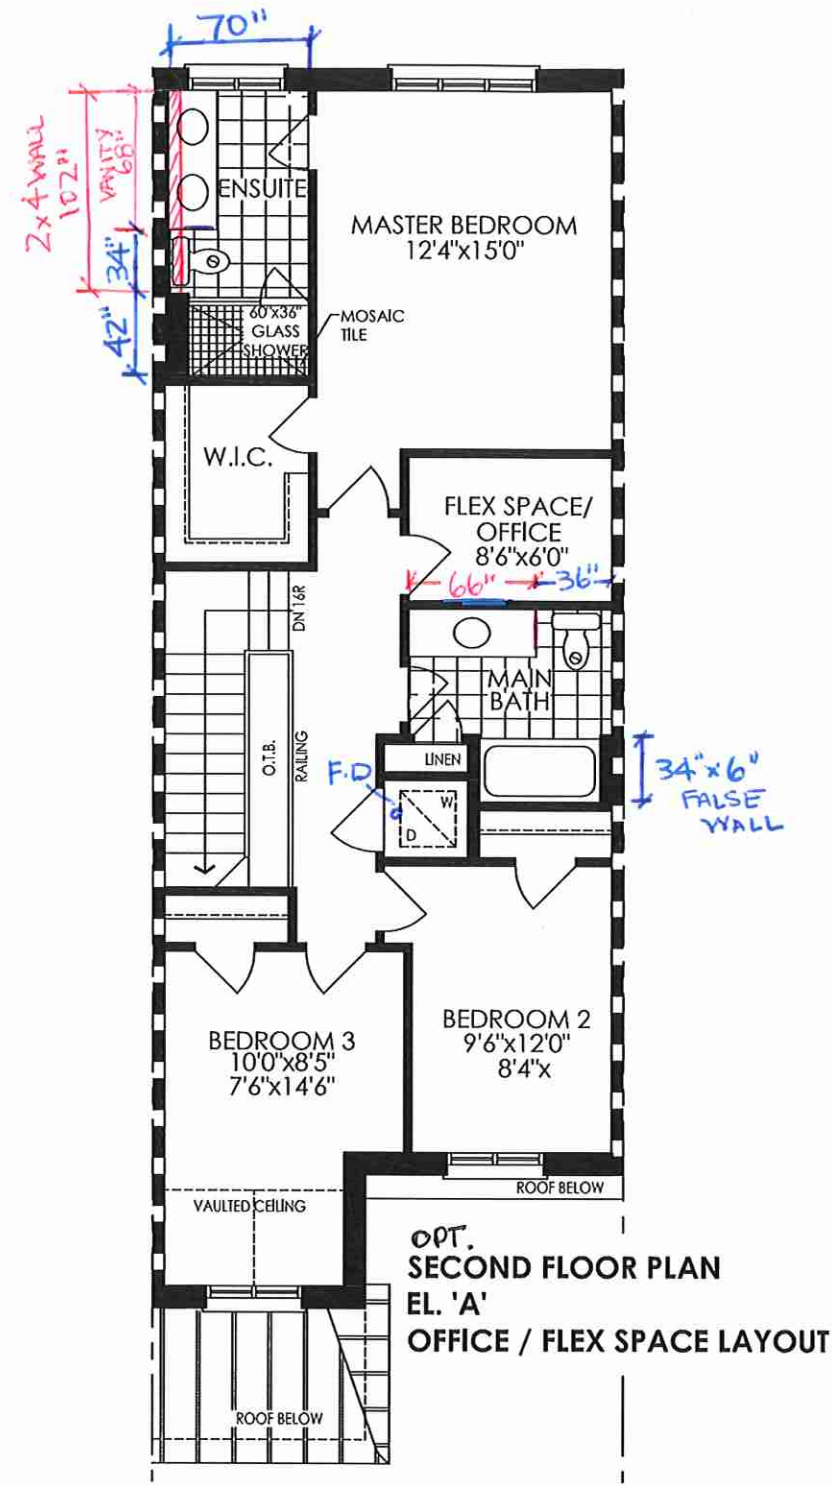 70"
2x4 WALL
102"
VANITY
68"
34"
42"
ENSUITE
MASTER BEDROOM
12'4"x15'0"
60"x36"
GLASS
SHOWER
MOSAIC
TILE
W.I.C.
FLEX SPACE/
OFFICE
8'6"x6'0"
66"
36"
DN 16R
MAIN
BATH
O.T.B.
RAILING
LINEN
F.D
W
D
34"x6"
FALSE
WALL
BEDROOM 3
10'0"x8'5"
7'6"x14'6"
BEDROOM 2
9'6"x12'0"
8'4"x
VAULTED CEILING
ROOF BELOW
OPT.
SECOND FLOOR PLAN
EL. 'A'
OFFICE / FLEX SPACE LAYOUT
ROOF BELOW